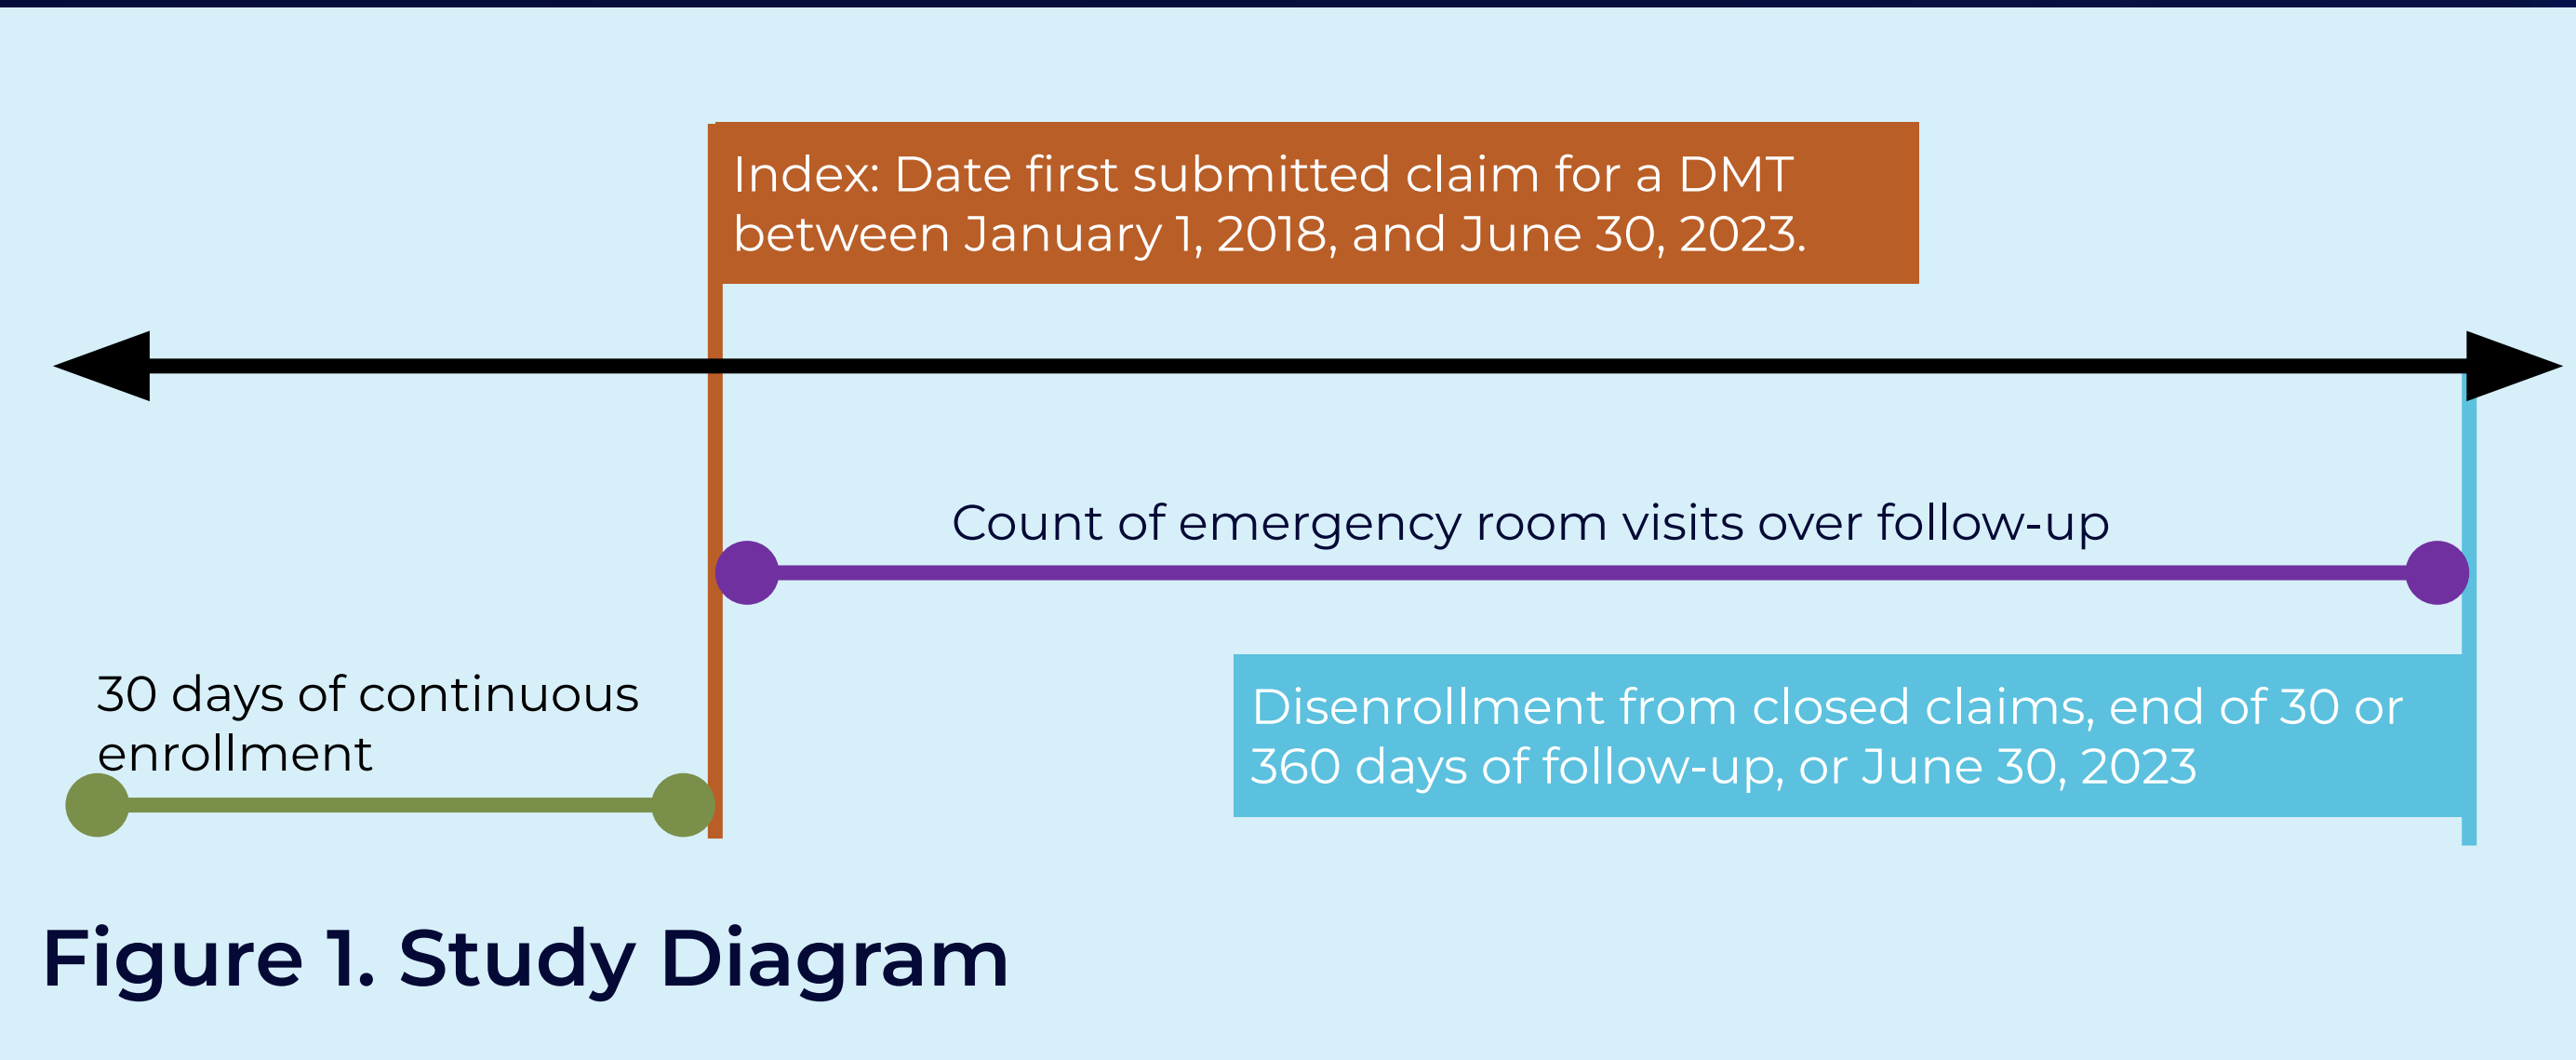 Index: Date first submitted claim for a DMT
between January 1, 2018, and June 30, 2023.
Count of emergency room visits over follow-up
30 days of continuous
enrollment
Disenrollment from closed claims, end of 30 or
360 days of follow-up, or June 30, 2023
Figure 1. Study Diagram